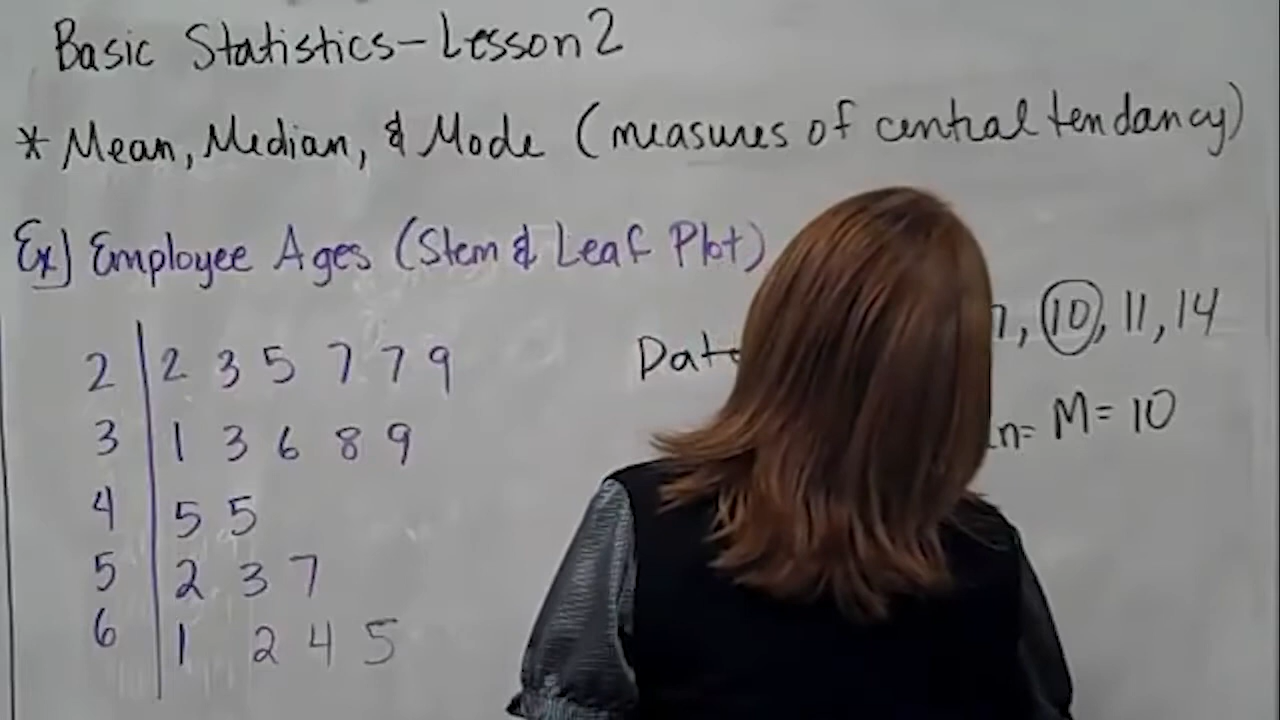 Basic Statistics - Lesson 2
* Mean, Median, & Mode (measures of central tendancy)
Ex) Employee Ages (Stem & Leaf Plot)
2 | 2 3 5 7 7 9
3 | 1 3 6 8 9
4 | 5 5
5 | 2 3 7
6 | 1 2 4 5
, 10, 11, 14
n= M = 10